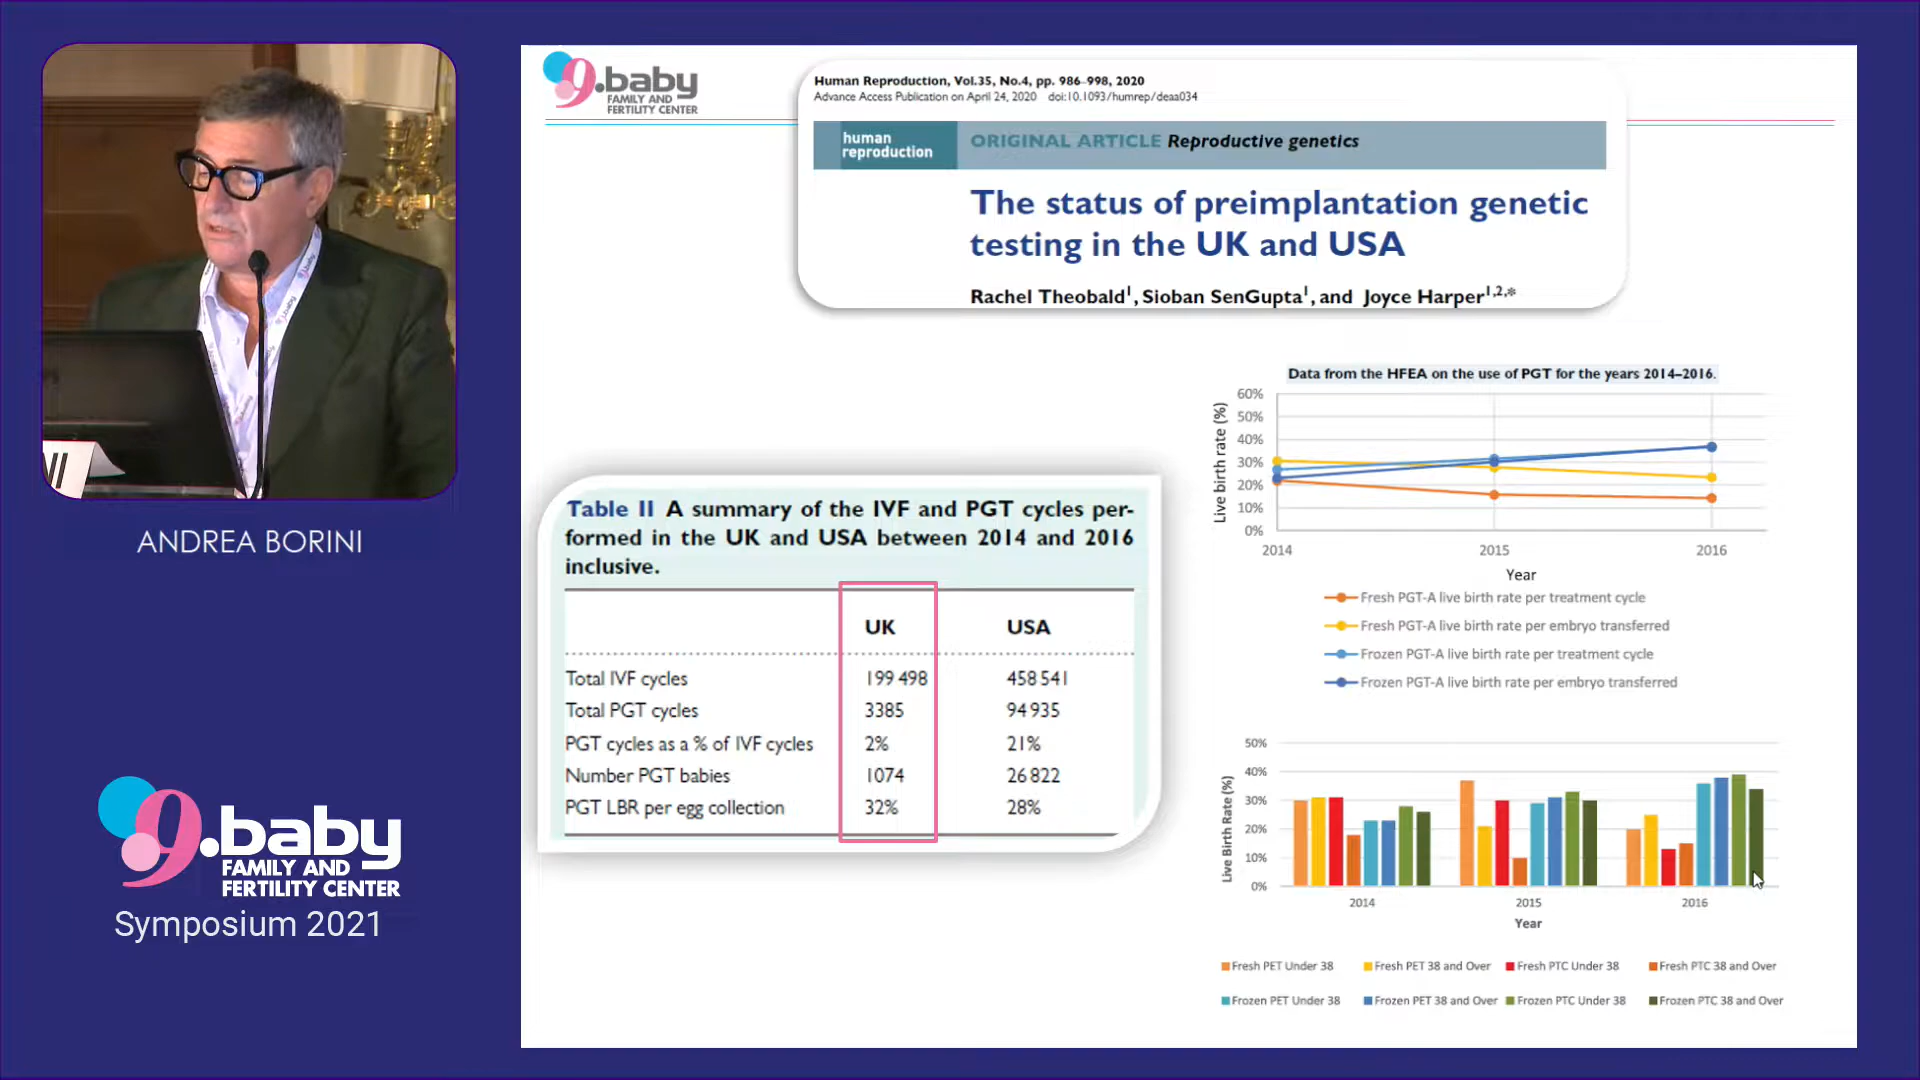 9.baby
FAMILY AND
FERTILITY CENTER
Human Reproduction, Vol.35, No.4, pp. 986–998, 2020
Advance Access Publication on April 24, 2020 doi:10.1093/humrep/deaa034
human
reproduction
ORIGINAL ARTICLE Reproductive genetics
The status of preimplantation genetic
testing in the UK and USA
Rachel Theobald1, Sioban SenGupta1, and Joyce Harper1,2,*
ANDREA BORINI
9.baby
FAMILY AND
FERTILITY CENTER
Symposium 2021
Table II A summary of the IVF and PGT cycles per-
formed in the UK and USA between 2014 and 2016
inclusive.
UK USA
Total IVF cycles 199 498 458 541
Total PGT cycles 3385 94 935
PGT cycles as a % of IVF cycles 2% 21%
Number PGT babies 1074 26 822
PGT LBR per egg collection 32% 28%
Data from the HFEA on the use of PGT for the years 2014–2016.
Live birth rate (%)
60%
50%
40%
30%
20%
10%
0%
2014 2015 2016
Year
Fresh PGT-A live birth rate per treatment cycle
Fresh PGT-A live birth rate per embryo transferred
Frozen PGT-A live birth rate per treatment cycle
Frozen PGT-A live birth rate per embryo transferred
Live Birth Rate (%)
50%
40%
30%
20%
10%
0%
2014 2015 2016
Year
Fresh PET Under 38 Fresh PET 38 and Over Fresh PTC Under 38 Fresh PTC 38 and Over
Frozen PET Under 38 Frozen PET 38 and Over Frozen PTC Under 38 Frozen PTC 38 and Over